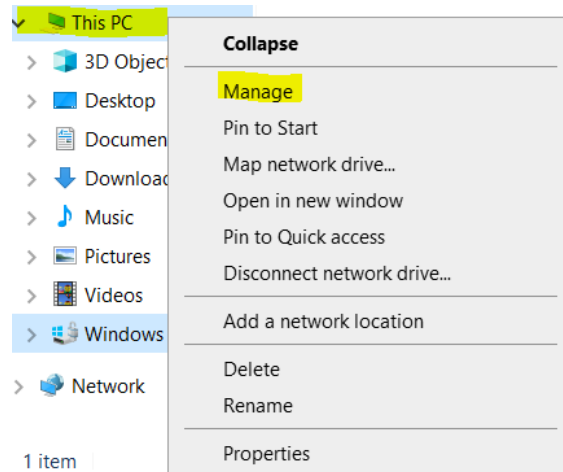 This PC
3D Objec
Desktop
Documen
Downloac
Music
Pictures
Videos
Windows
Network
1 item
Collapse
Manage
Pin to Start
Map network drive...
Open in new window
Pin to Quick access
Disconnect network drive...
Add a network location
Delete
Rename
Properties